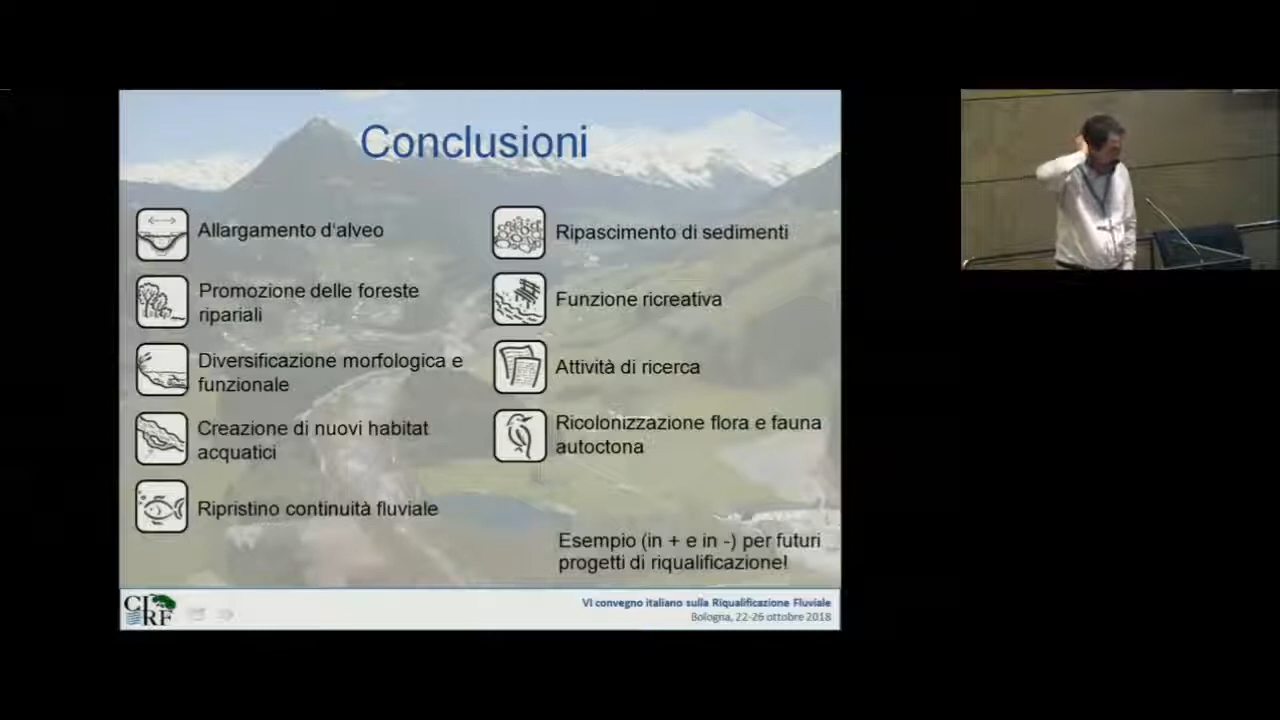 Conclusioni
Allargamento d'alveo
Promozione delle foreste
ripariali
Diversificazione morfologica e
funzionale
Creazione di nuovi habitat
acquatici
Ripristino continuità fluviale
Ripascimento di sedimenti
Funzione ricreativa
Attività di ricerca
Ricolonizzazione flora e fauna
autoctona
Esempio (in + e in -) per futuri
progetti di riqualificazione!
CIRF
VI convegno italiano sulla Riqualificazione Fluviale
Bologna, 22-26 ottobre 2018